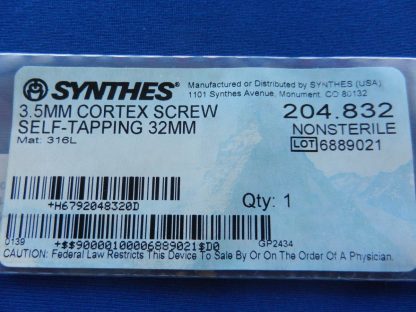 SYNTHES® Manufactured or Distributed by SYNTHES (USA)
1101 Synthes Avenue, Monument, CO 80132
3.5MM CORTEX SCREW 204.832
SELF-TAPPING 32MM NONSTERILE
Mat. 316L LOT 6889021
+H6792048320D Qty: 1
0139 +$$90000100006889021$D0 GP2434
CAUTION: Federal Law Restricts This Device To Sale By Or On The Order Of A Physician.